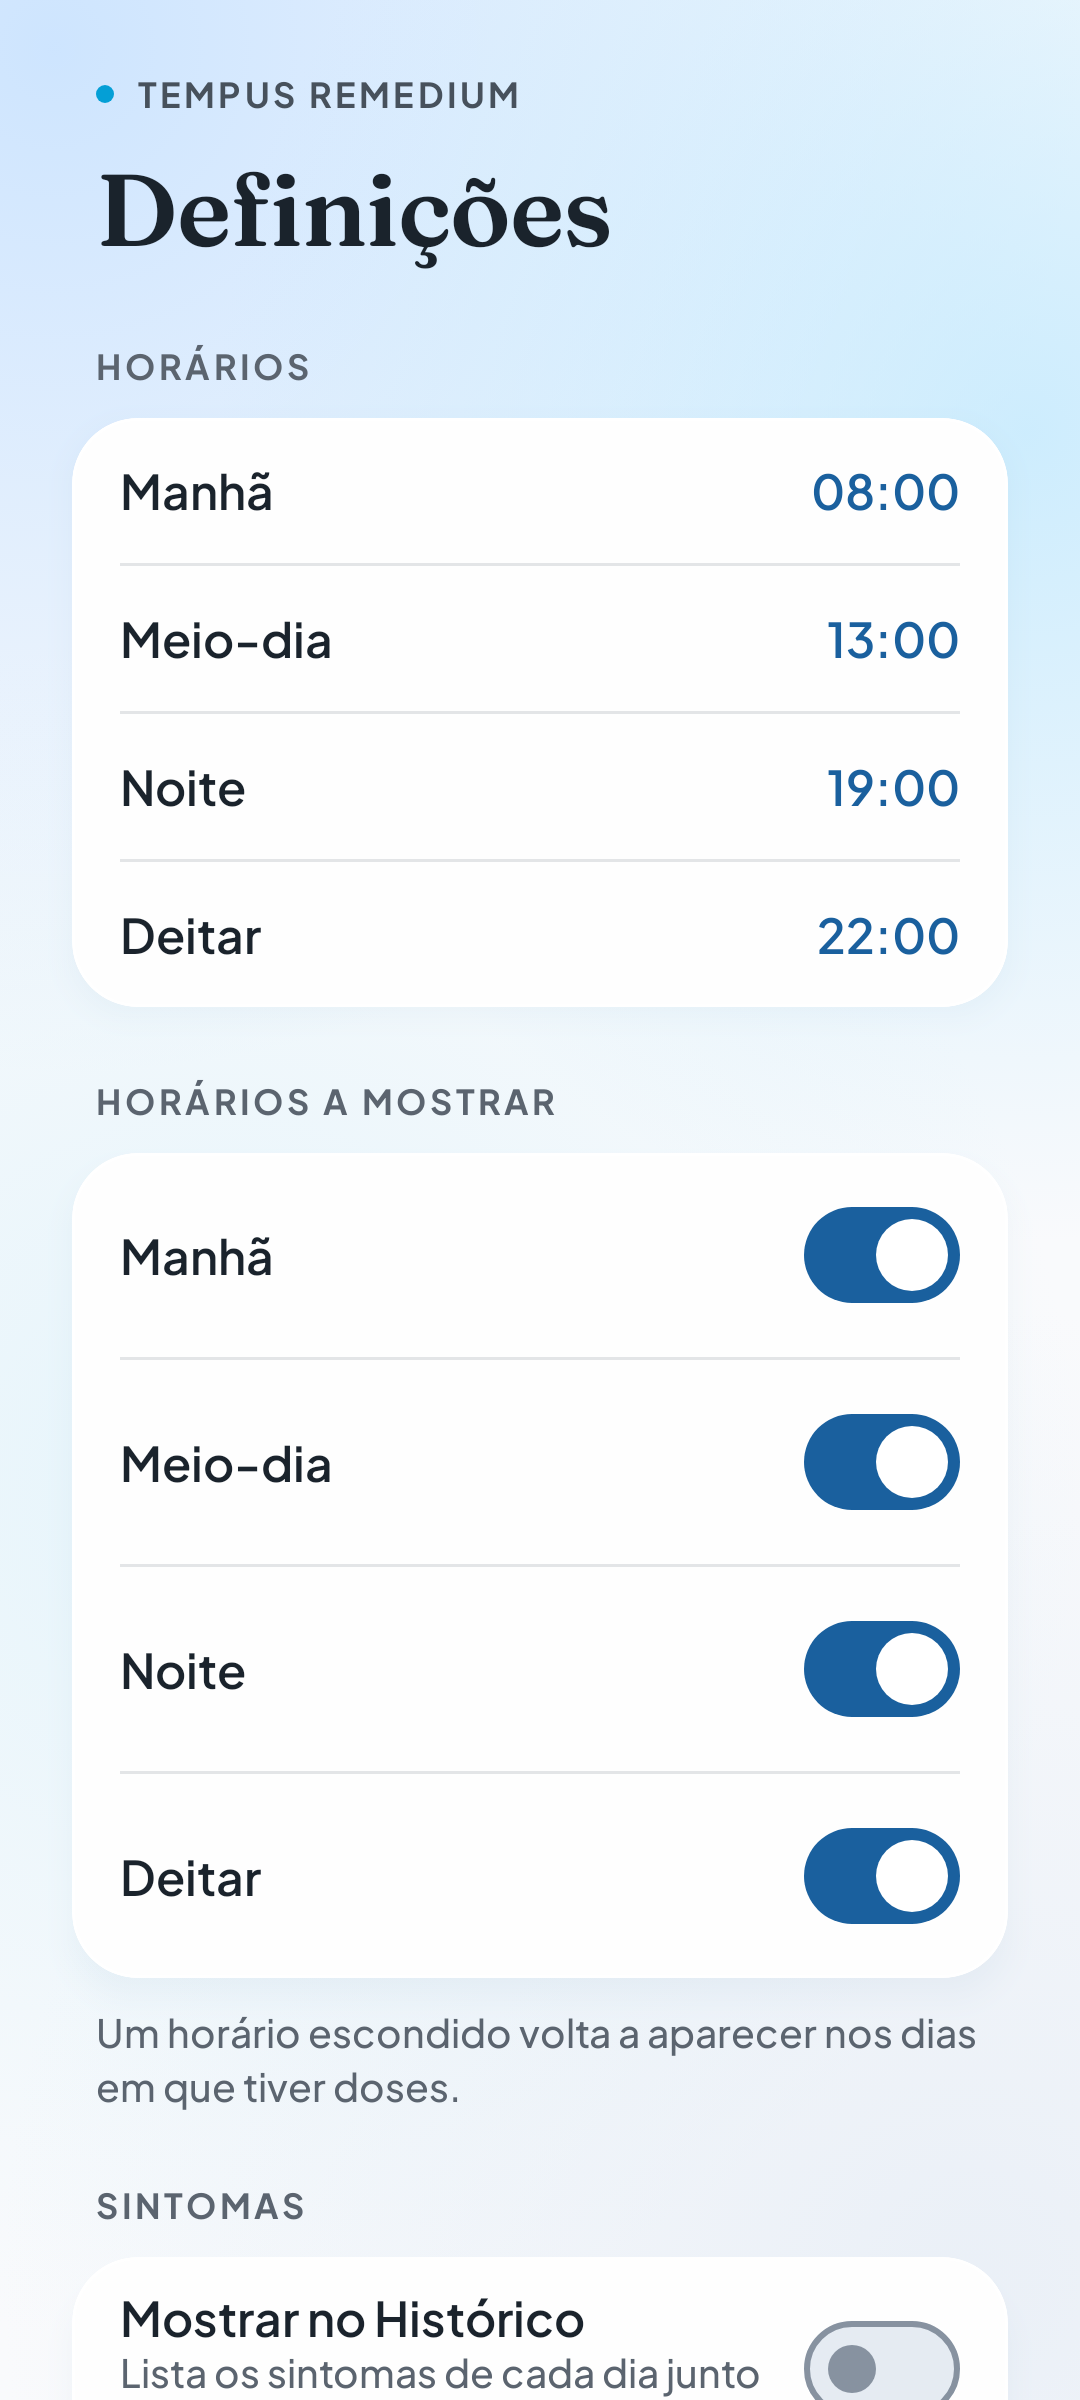 TEMPUS REMEDIUM
Definições
HORÁRIOS
Manhã 08:00
Meio-dia 13:00
Noite 19:00
Deitar 22:00
HORÁRIOS A MOSTRAR
Manhã
Meio-dia
Noite
Deitar
Um horário escondido volta a aparecer nos dias
em que tiver doses.
SINTOMAS
Mostrar no Histórico
Lista os sintomas de cada dia junto